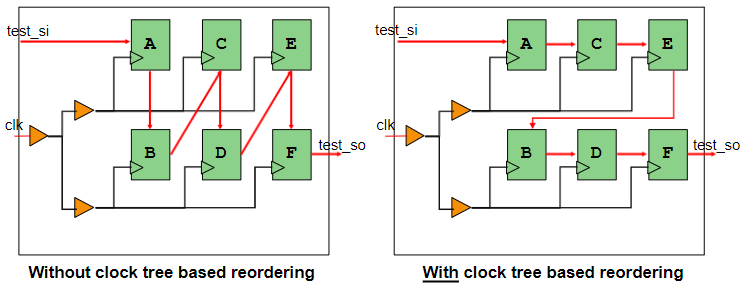 test_si
A
C
E
clk
B
D
F
test_so
Without clock tree based reordering
test_si
A
C
E
clk
B
D
F
test_so
With clock tree based reordering